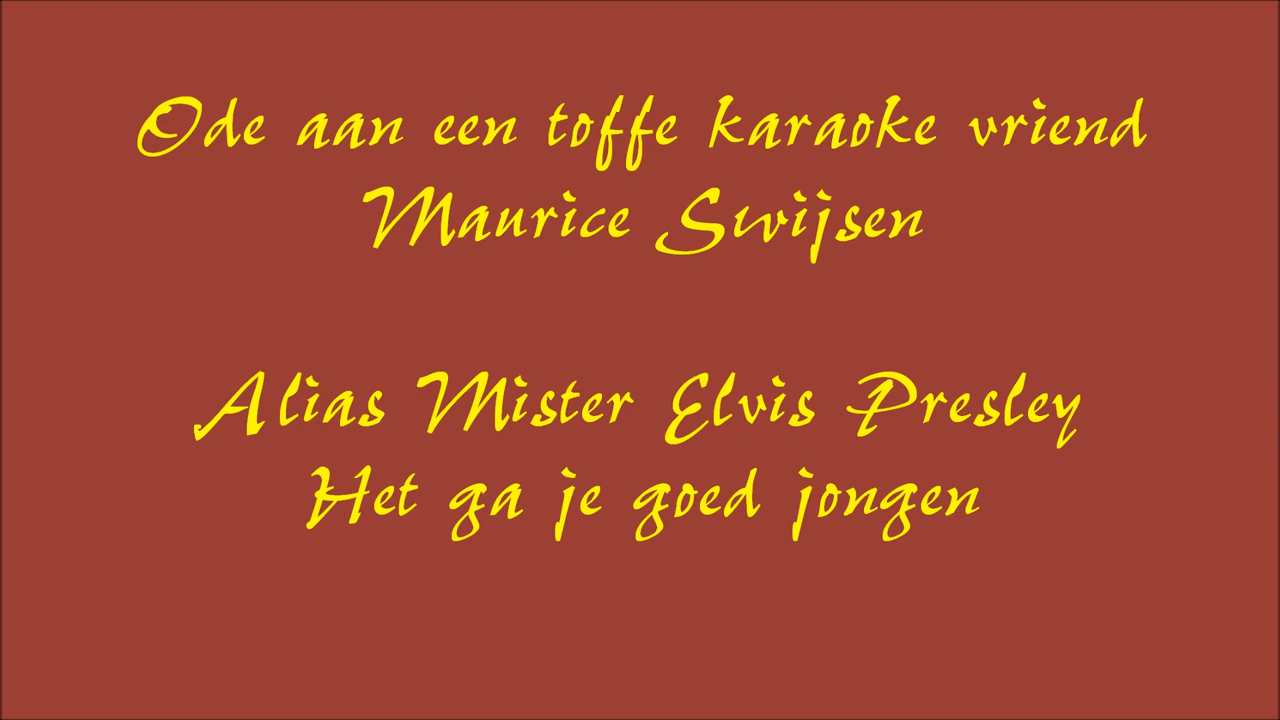 Ode aan een toffe karaoke vriend
Maurice Swijsen
Alias Mister Elvis Presley
Het ga je goed jongen